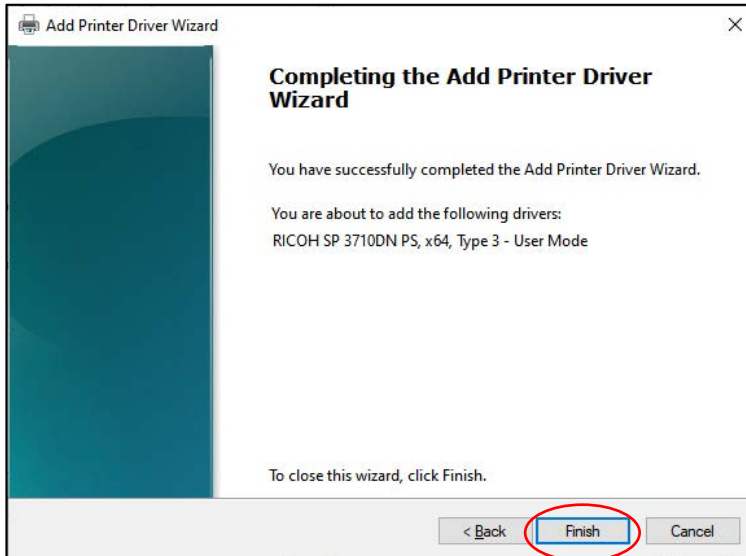 Add Printer Driver Wizard
Completing the Add Printer Driver
Wizard
You have successfully completed the Add Printer Driver Wizard.
You are about to add the following drivers:
RICOH SP 3710DN PS, x64, Type 3 - User Mode
To close this wizard, click Finish.
< Back
Finish
Cancel